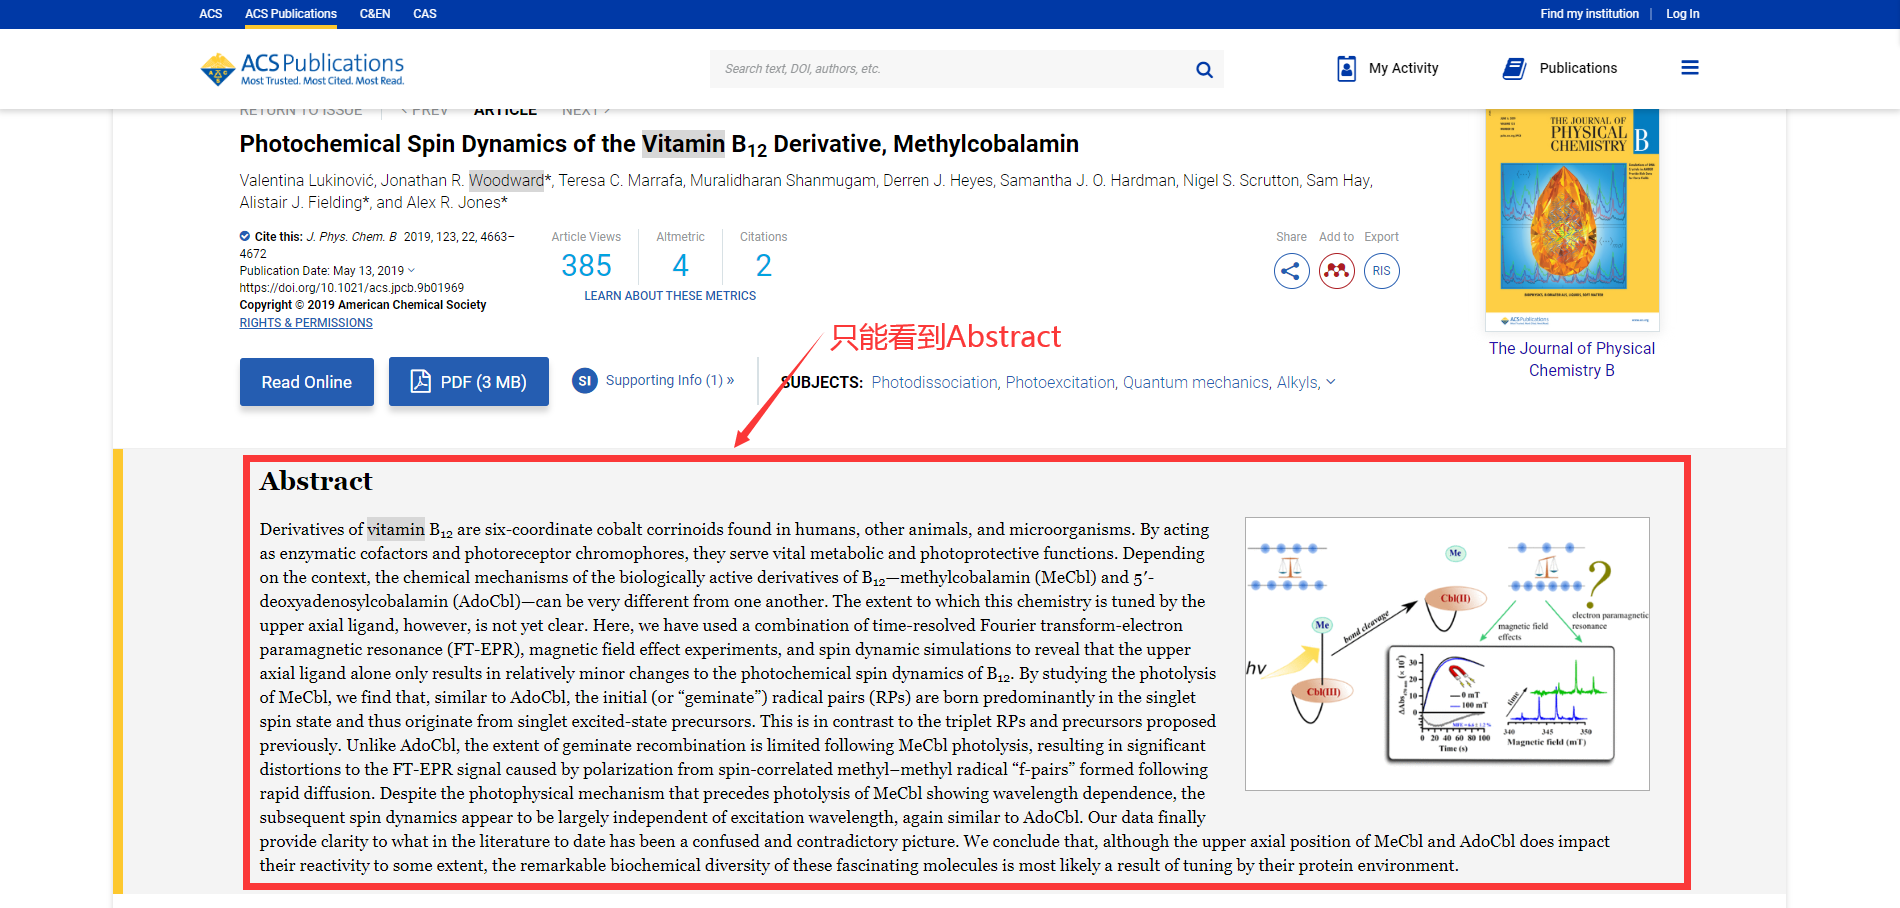 ACS ACS Publications C&EN CAS Find my institution Log In
ACS Publications
Most Trusted. Most Cited. Most Read.
Search text, DOI, authors, etc.
My Activity Publications
RETURN TO ISSUE < PREV ARTICLE NEXT >
Photochemical Spin Dynamics of the Vitamin B12 Derivative, Methylcobalamin
Valentina Lukinović, Jonathan R. Woodward*, Teresa C. Marrafa, Muralidharan Shanmugam, Derren J. Heyes, Samantha J. O. Hardman, Nigel S. Scrutton, Sam Hay,
Alistair J. Fielding*, and Alex R. Jones*
Cite this: J. Phys. Chem. B 2019, 123, 22, 4663–
4672
Publication Date: May 13, 2019
https://doi.org/10.1021/acs.jpcb.9b01969
Copyright © 2019 American Chemical Society
RIGHTS & PERMISSIONS
Article Views Altmetric Citations
385 4 2
LEARN ABOUT THESE METRICS
Share Add to Export
RIS
THE JOURNAL OF
PHYSICAL
CHEMISTRY B
ACS Publications
The Journal of Physical
Chemistry B
只能看到Abstract
Read Online PDF (3 MB) SI Supporting Info (1) » SUBJECTS: Photodissociation, Photoexcitation, Quantum mechanics, Alkyls,
Abstract
Derivatives of vitamin B12 are six-coordinate cobalt corrinoids found in humans, other animals, and microorganisms. By acting
as enzymatic cofactors and photoreceptor chromophores, they serve vital metabolic and photoprotective functions. Depending
on the context, the chemical mechanisms of the biologically active derivatives of B12—methylcobalamin (MeCbl) and 5′-
deoxyadenosylcobalamin (AdoCbl)—can be very different from one another. The extent to which this chemistry is tuned by the
upper axial ligand, however, is not yet clear. Here, we have used a combination of time-resolved Fourier transform-electron
paramagnetic resonance (FT-EPR), magnetic field effect experiments, and spin dynamic simulations to reveal that the upper
axial ligand alone only results in relatively minor changes to the photochemical spin dynamics of B12. By studying the photolysis
of MeCbl, we find that, similar to AdoCbl, the initial (or “geminate”) radical pairs (RPs) are born predominantly in the singlet
spin state and thus originate from singlet excited-state precursors. This is in contrast to the triplet RPs and precursors proposed
previously. Unlike AdoCbl, the extent of geminate recombination is limited following MeCbl photolysis, resulting in significant
distortions to the FT-EPR signal caused by polarization from spin-correlated methyl–methyl radical “f-pairs” formed following
rapid diffusion. Despite the photophysical mechanism that precedes photolysis of MeCbl showing wavelength dependence, the
subsequent spin dynamics appear to be largely independent of excitation wavelength, again similar to AdoCbl. Our data finally
provide clarity to what in the literature to date has been a confused and contradictory picture. We conclude that, although the upper axial position of MeCbl and AdoCbl does impact
their reactivity to some extent, the remarkable biochemical diversity of these fascinating molecules is most likely a result of tuning by their protein environment.
Me
?
Cbl(II)
electron paramagnetic
resonance
magnetic field
effects
Me
bond cleavage
hν
Cbl(III)
ΔAbs
30
20
10
0
0 mT
100 mT
0 20 40 60 80 100
Time (s)
time
340 345 350
Magnetic field (mT)